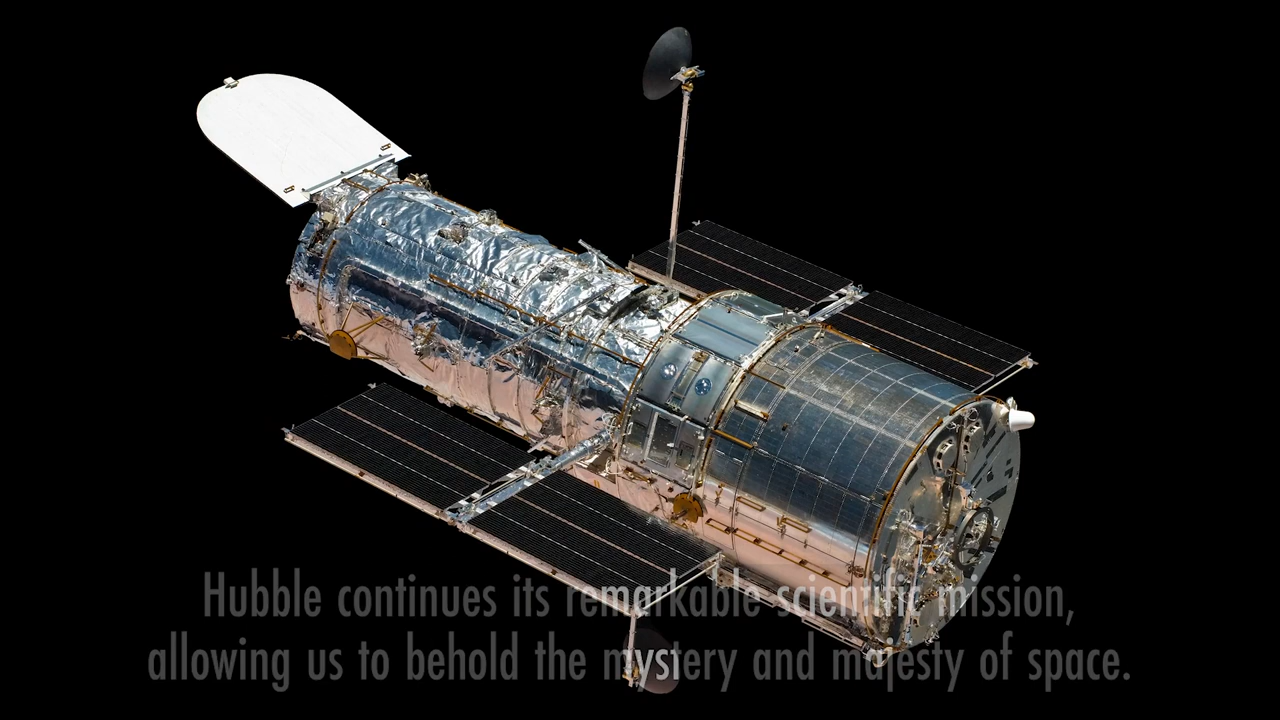 Hubble continues its remarkable scientific mission,
allowing us to behold the mystery and majesty of space.